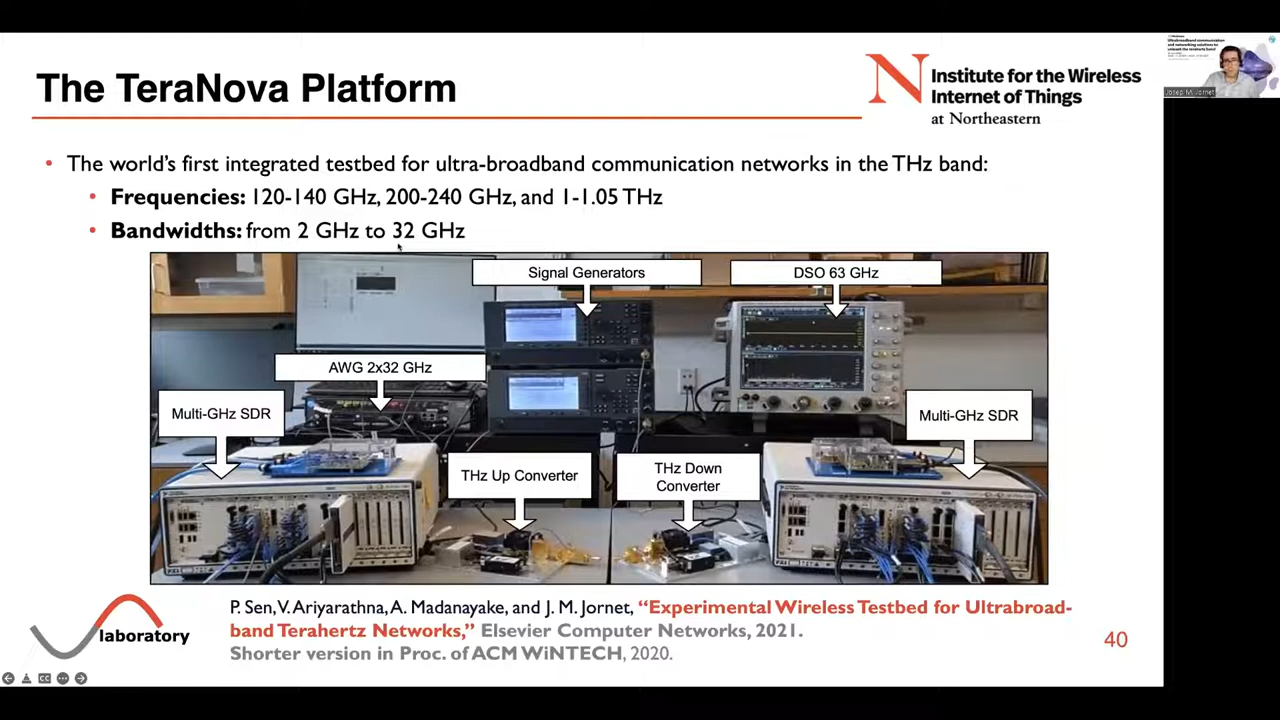 The TeraNova Platform
N
Institute for the Wireless
Internet of Things
at Northeastern
Josep M. Jornet
• The world's first integrated testbed for ultra-broadband communication networks in the THz band:
• Frequencies: 120-140 GHz, 200-240 GHz, and 1-1.05 THz
• Bandwidths: from 2 GHz to 32 GHz
Signal Generators
DSO 63 GHz
AWG 2x32 GHz
Multi-GHz SDR
Multi-GHz SDR
THz Up Converter
THz Down
Converter
P. Sen, V. Ariyarathna, A. Madanayake, and J. M. Jornet, “Experimental Wireless Testbed for Ultrabroad-
band Terahertz Networks,” Elsevier Computer Networks, 2021.
Shorter version in Proc. of ACM WiNTECH, 2020.
laboratory
40
CC